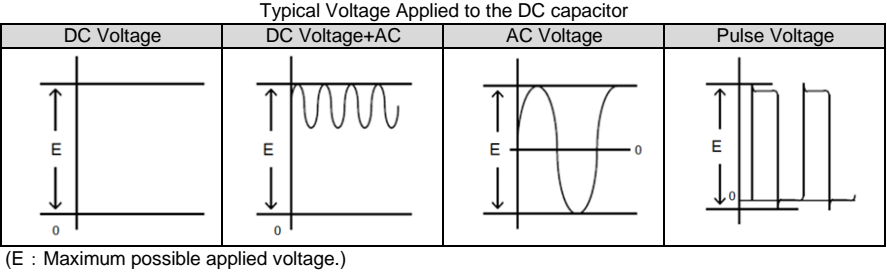 Typical Voltage Applied to the DC capacitor
DC Voltage DC Voltage+AC AC Voltage Pulse Voltage
E E E E
0 0 0 0
(E：Maximum possible applied voltage.)